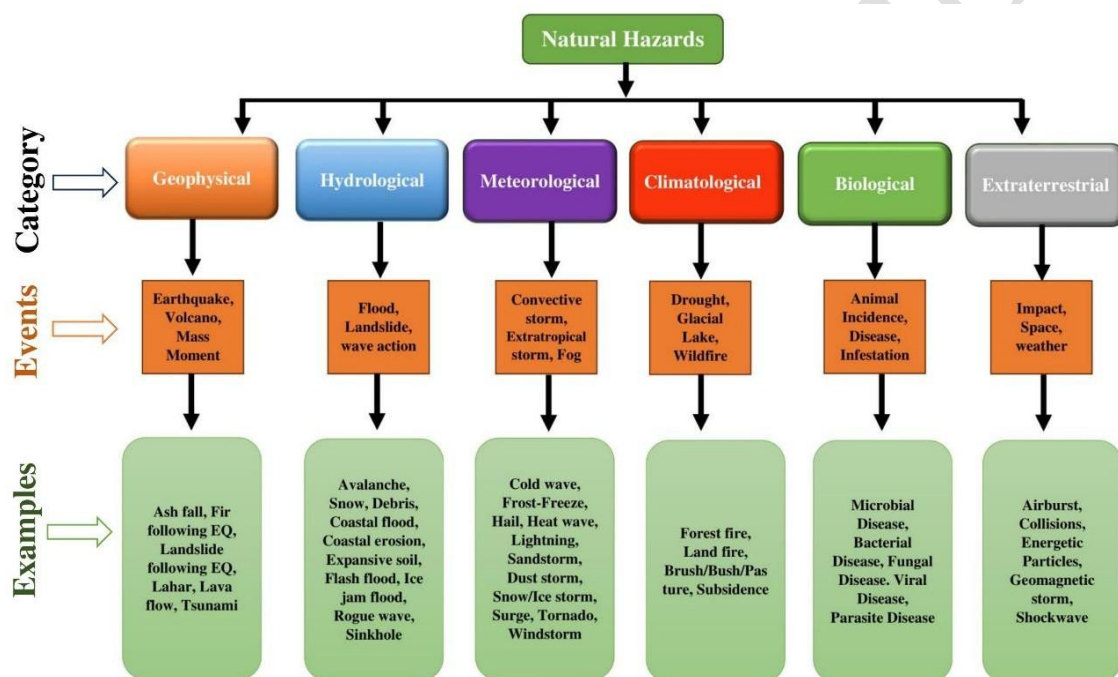 Natural Hazards
Category
Geophysical
Hydrological
Meteorological
Climatological
Biological
Extraterrestrial
Events
Earthquake,
Volcano,
Mass
Moment
Flood,
Landslide,
wave action
Convective
storm,
Extratropical
storm, Fog
Drought,
Glacial
Lake,
Wildfire
Animal
Incidence,
Disease,
Infestation
Impact,
Space,
weather
Examples
Ash fall, Fir
following EQ,
Landslide
following EQ,
Lahar, Lava
flow, Tsunami
Avalanche,
Snow, Debris,
Coastal flood,
Coastal erosion,
Expansive soil,
Flash flood, Ice
jam flood,
Rogue wave,
Sinkhole
Cold wave,
Frost-Freeze,
Hail, Heat wave,
Lightning,
Sandstorm,
Dust storm,
Snow/Ice storm,
Surge, Tornado,
Windstorm
Forest fire,
Land fire,
Brush/Bush/Pas
ture, Subsidence
Microbial
Disease,
Bacterial
Disease, Fungal
Disease. Viral
Disease,
Parasite Disease
Airburst,
Collisions,
Energetic
Particles,
Geomagnetic
storm,
Shockwave